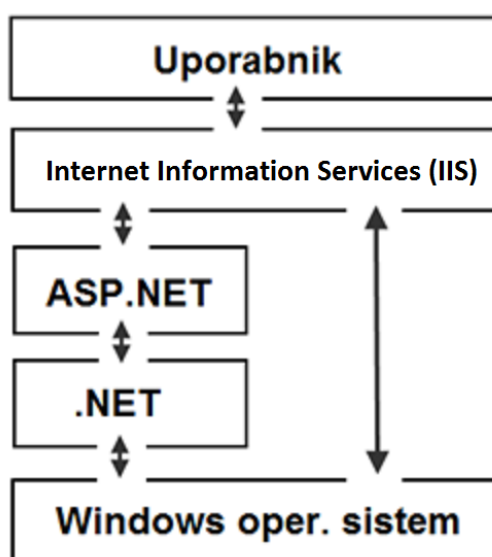 Uporabnik
Internet Information Services (IIS)
ASP.NET
.NET
Windows oper. sistem